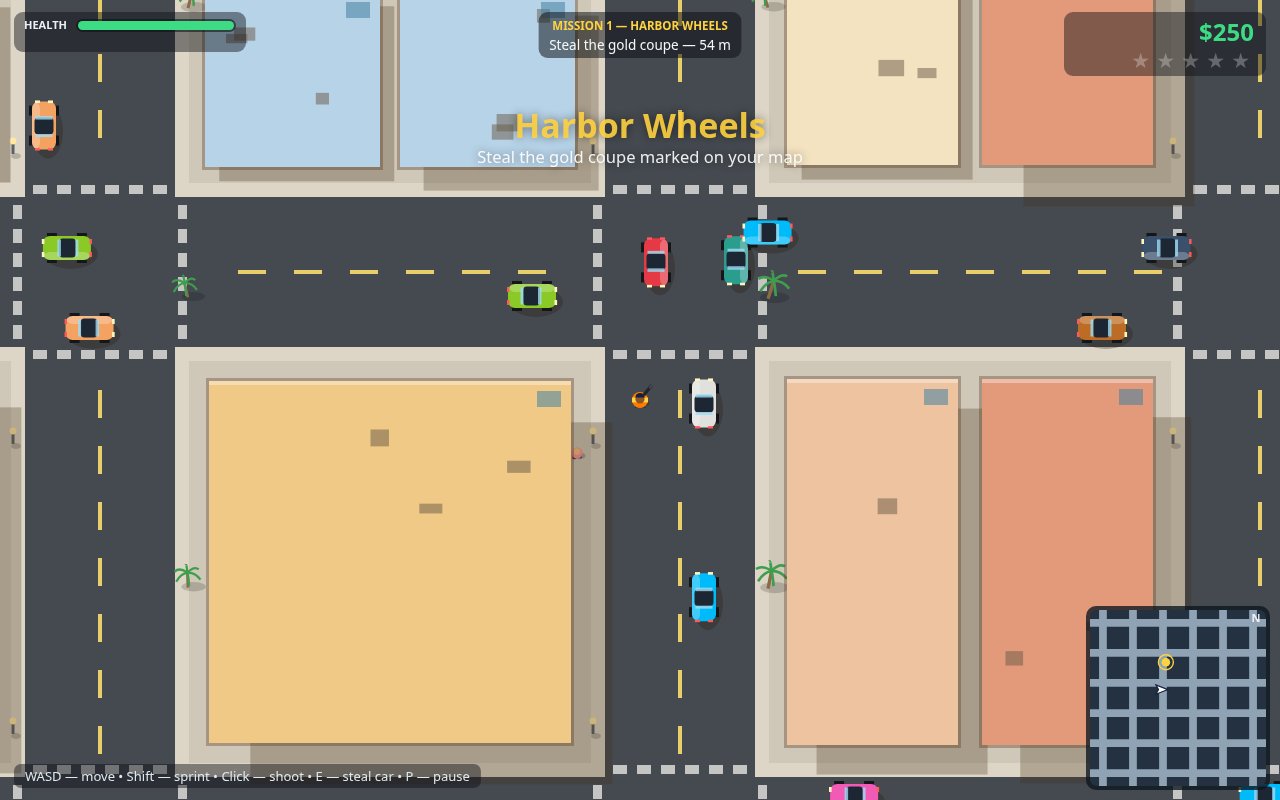 HEALTH
MISSION 1 — HARBOR WHEELS
Steal the gold coupe — 54 m
$250
Harbor Wheels
Steal the gold coupe marked on your map
N
WASD — move • Shift — sprint • Click — shoot • E — steal car • P — pause